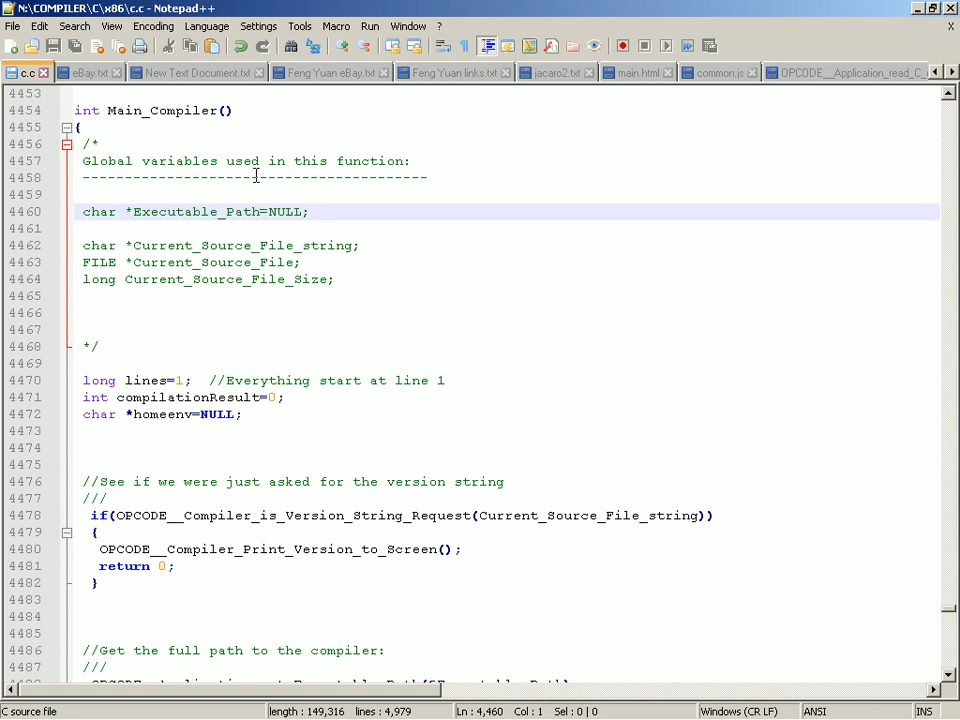 N:\COMPILER\C\x86\c.c - Notepad++
File Edit Search View Encoding Language Settings Tools Macro Run Window ? X
c.c eBay.txt New Text Document.txt Feng Yuan eBay.txt Feng Yuan links.txt jacaro2.txt main.html common.js OPCODE__Application_read_C_
4453
4454 int Main_Compiler()
4455 {
4456 /*
4457 Global variables used in this function:
4458 -----------------------------------------
4459
4460 char *Executable_Path=NULL;
4461
4462 char *Current_Source_File_string;
4463 FILE *Current_Source_File;
4464 long Current_Source_File_Size;
4465
4466
4467
4468 */
4469
4470 long lines=1; //Everything start at line 1
4471 int compilationResult=0;
4472 char *homeenv=NULL;
4473
4474
4475
4476 //See if we were just asked for the version string
4477 ///
4478 if(OPCODE__Compiler_is_Version_String_Request(Current_Source_File_string))
4479 {
4480 OPCODE__Compiler_Print_Version_to_Screen();
4481 return 0;
4482 }
4483
4484
4485
4486 //Get the full path to the compiler:
4487 ///
C source file length : 149,316 lines : 4,979 Ln : 4,460 Col : 1 Sel : 0 | 0 Windows (CR LF) ANSI INS